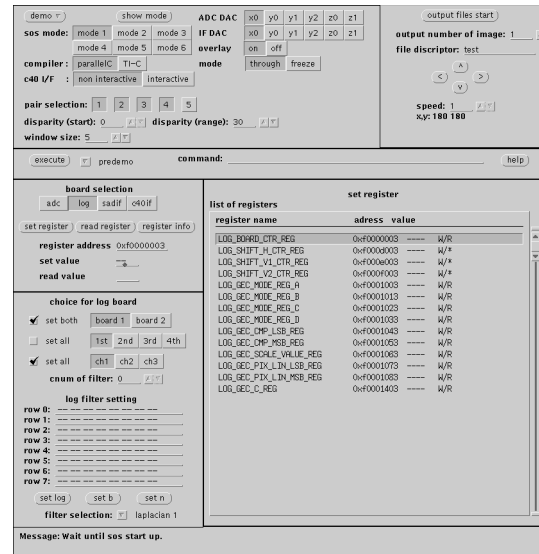 demo show mode
sos mode: mode 1 mode 2 mode 3
mode 4 mode 5 mode 6
compiler : parallelC TI-C
c40 I/F : non interactive interactive
pair selection: 1 2 3 4 5
disparity (start): 0 disparity (range): 30
window size: 5
ADC DAC x0 y0 y1 y2 z0 z1
IF DAC x0 y0 y1 y2 z0 z1
overlay on off
mode through freeze
output files start
output number of image: 1
file discriptor: test
< ^ > v
speed: 1
x,y: 180 180
execute predemo command: help
board selection
adc log sadif c40if
set register read register register info
register address 0xf0000003
set value
read value
choice for log board
set both board 1 board 2
set all 1st 2nd 3rd 4th
set all ch1 ch2 ch3
cnum of filter: 0
log filter setting
row 0: -- -- -- -- -- -- -- --
row 1: -- -- -- -- -- -- -- --
row 2: -- -- -- -- -- -- -- --
row 3: -- -- -- -- -- -- -- --
row 4: -- -- -- -- -- -- -- --
row 5: -- -- -- -- -- -- -- --
row 6: -- -- -- -- -- -- -- --
row 7: -- -- -- -- -- -- -- --
set log set b set n
filter selection: laplacian 1
set register
list of registers
register name adress value
LOG_BOARD_CTR_REG 0xf0000003 ---- W/R
LOG_SHIFT_H_CTR_REG 0xf000d003 ---- W/*
LOG_SHIFT_V1_CTR_REG 0xf000e003 ---- W/*
LOG_SHIFT_V2_CTR_REG 0xf000f003 ---- W/*
LOG_GEC_MODE_REG_A 0xf0001003 ---- W/R
LOG_GEC_MODE_REG_B 0xf0001013 ---- W/R
LOG_GEC_MODE_REG_C 0xf0001023 ---- W/R
LOG_GEC_MODE_REG_D 0xf0001033 ---- W/R
LOG_GEC_CMP_LSB_REG 0xf0001043 ---- W/R
LOG_GEC_CMP_MSB_REG 0xf0001053 ---- W/R
LOG_GEC_SCALE_VALUE_REG 0xf0001063 ---- W/R
LOG_GEC_PIX_LIN_LSB_REG 0xf0001073 ---- W/R
LOG_GEC_PIX_LIN_MSB_REG 0xf0001083 ---- W/R
LOG_GEC_C_REG 0xf0001403 ---- W/R
Message: Wait until sos start up.